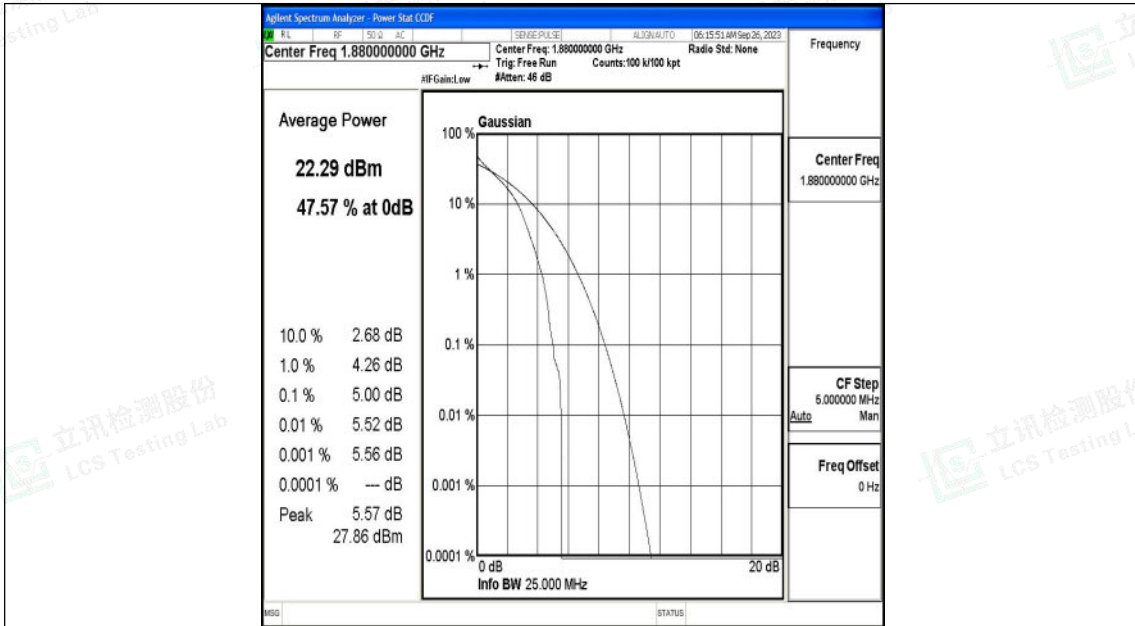 Agilent Spectrum Analyzer - Power Stat CCDF
RL RF 50 Ω AC SENSE:PULSE ALIGNAUTO 06:15:51 AM Sep 26, 2023
Center Freq 1.880000000 GHz
Center Freq: 1.880000000 GHz Radio Std: None
Trig: Free Run Counts:100 k/100 kpt
#IFGain:Low #Atten: 46 dB
Frequency
Average Power
22.29 dBm
47.57 % at 0dB
10.0 % 2.68 dB
1.0 % 4.26 dB
0.1 % 5.00 dB
0.01 % 5.52 dB
0.001 % 5.56 dB
0.0001 % --- dB
Peak 5.57 dB
27.86 dBm
Gaussian
100 %
10 %
1 %
0.1 %
0.01 %
0.001 %
0.0001 %
0 dB 20 dB
Info BW 25.000 MHz
Center Freq
1.880000000 GHz
CF Step
5.000000 MHz
Auto Man
Freq Offset
0 Hz
MSG STATUS
立讯检测股份
LCS Testing Lab
立讯检测股份
LCS Testing L
sting Lab
立